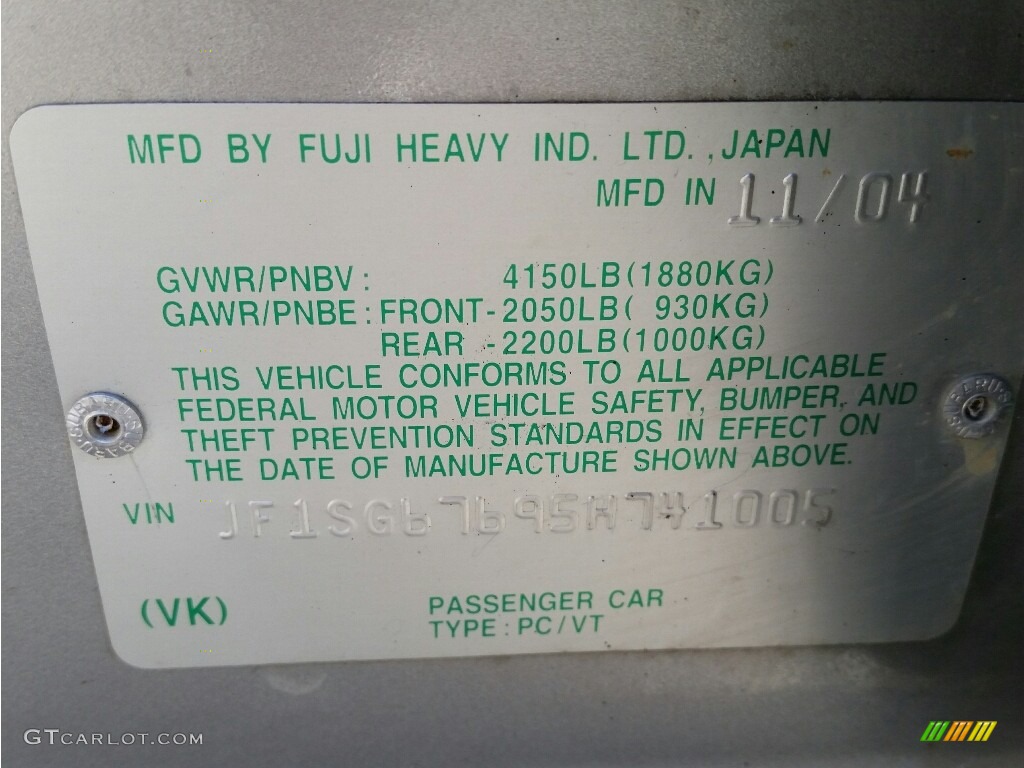 MFD BY FUJI HEAVY IND. LTD., JAPAN
MFD IN 11/04
GVWR/PNBV: 4150LB(1880KG)
GAWR/PNBE: FRONT-2050LB( 930KG)
REAR -2200LB(1000KG)
THIS VEHICLE CONFORMS TO ALL APPLICABLE
FEDERAL MOTOR VEHICLE SAFETY, BUMPER, AND
THEFT PREVENTION STANDARDS IN EFFECT ON
THE DATE OF MANUFACTURE SHOWN ABOVE.
VIN JF1SG67695H741005
(VK) PASSENGER CAR
TYPE: PC/VT
GTCARLOT.COM